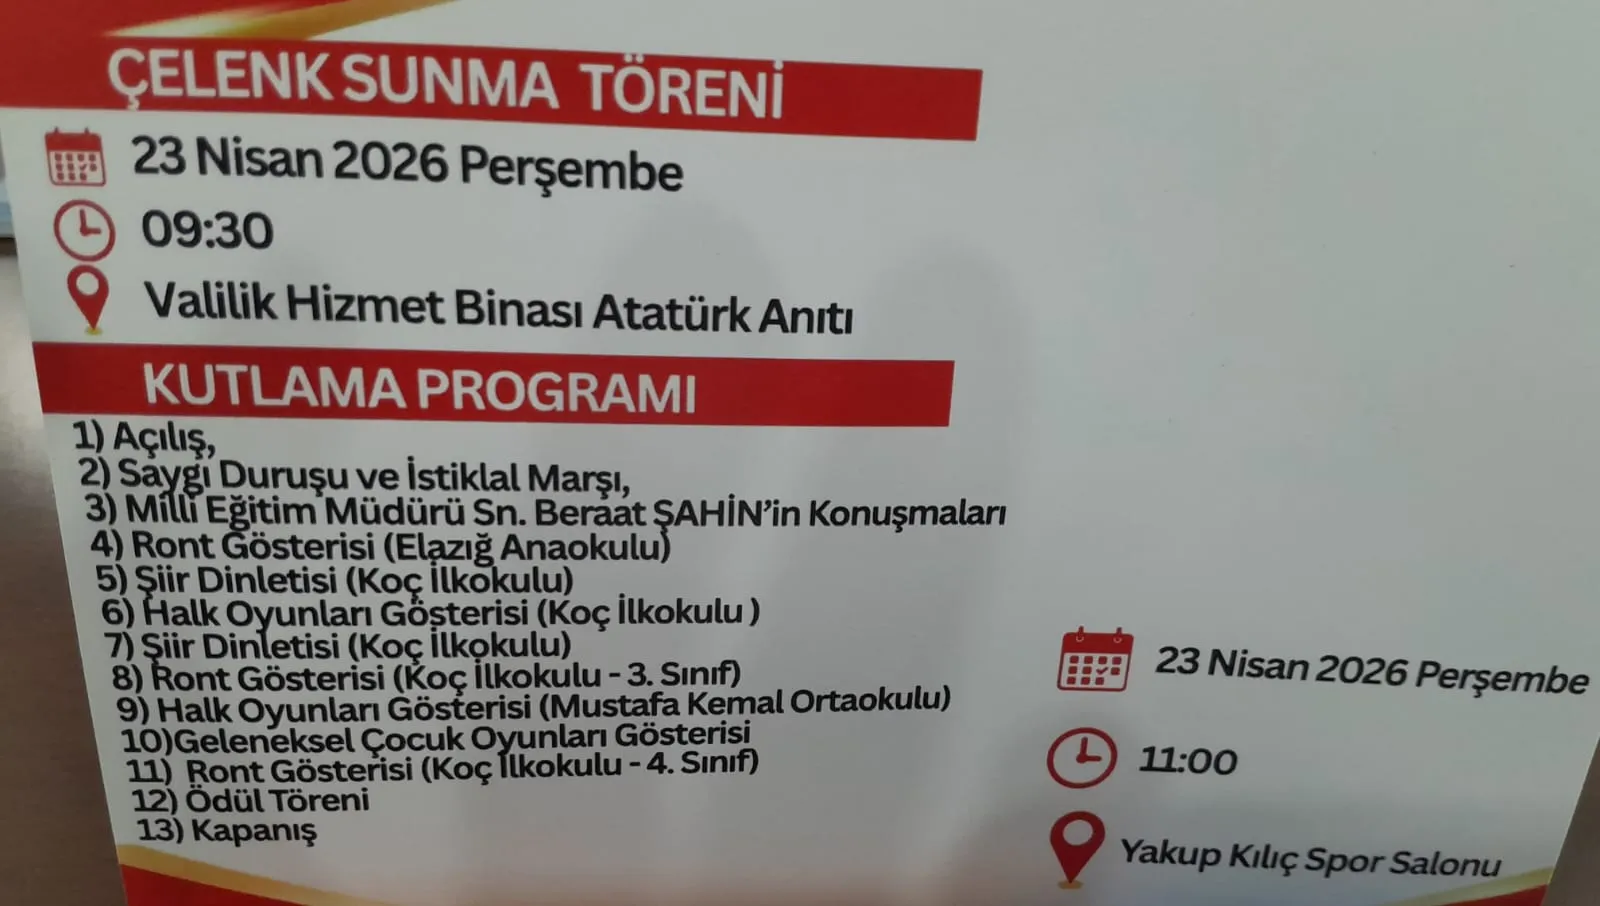 ÇELENK SUNMA TÖRENİ
23 Nisan 2026 Perşembe
09:30
Valilik Hizmet Binası Atatürk Anıtı
KUTLAMA PROGRAMI
1) Açılış,
2) Saygı Duruşu ve İstiklal Marşı,
3) Milli Eğitim Müdürü Sn. Beraat ŞAHİN'in Konuşmaları
4) Ront Gösterisi (Elazığ Anaokulu)
5) Şiir Dinletisi (Koç İlkokulu)
6) Halk Oyunları Gösterisi (Koç İlkokulu )
7) Şiir Dinletisi (Koç İlkokulu)
8) Ront Gösterisi (Koç İlkokulu - 3. Sınıf)
9) Halk Oyunları Gösterisi (Mustafa Kemal Ortaokulu)
10)Geleneksel Çocuk Oyunları Gösterisi
11) Ront Gösterisi (Koç İlkokulu - 4. Sınıf)
12) Ödül Töreni
13) Kapanış
23 Nisan 2026 Perşembe
11:00
Yakup Kılıç Spor Salonu